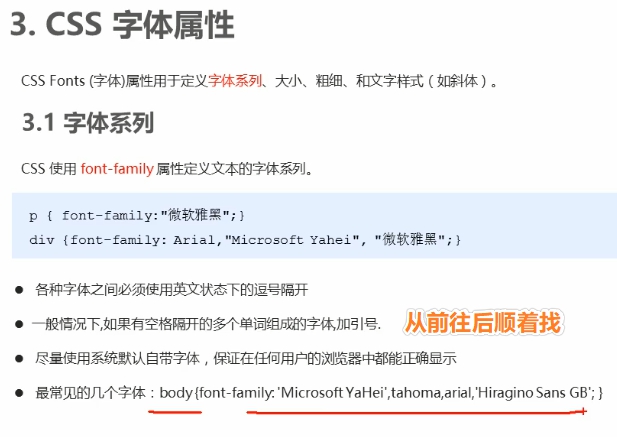 3. CSS 字体属性
CSS Fonts (字体)属性用于定义字体系列、大小、粗细、和文字样式（如斜体）。
3.1 字体系列
CSS 使用 font-family 属性定义文本的字体系列。
p { font-family:"微软雅黑";}
div {font-family: Arial,"Microsoft Yahei", "微软雅黑";}
● 各种字体之间必须使用英文状态下的逗号隔开
● 一般情况下,如果有空格隔开的多个单词组成的字体,加引号.
从前往后顺着找
● 尽量使用系统默认自带字体，保证在任何用户的浏览器中都能正确显示
● 最常见的几个字体：body{font-family: 'Microsoft YaHei',tahoma,arial,'Hiragino Sans GB'; }